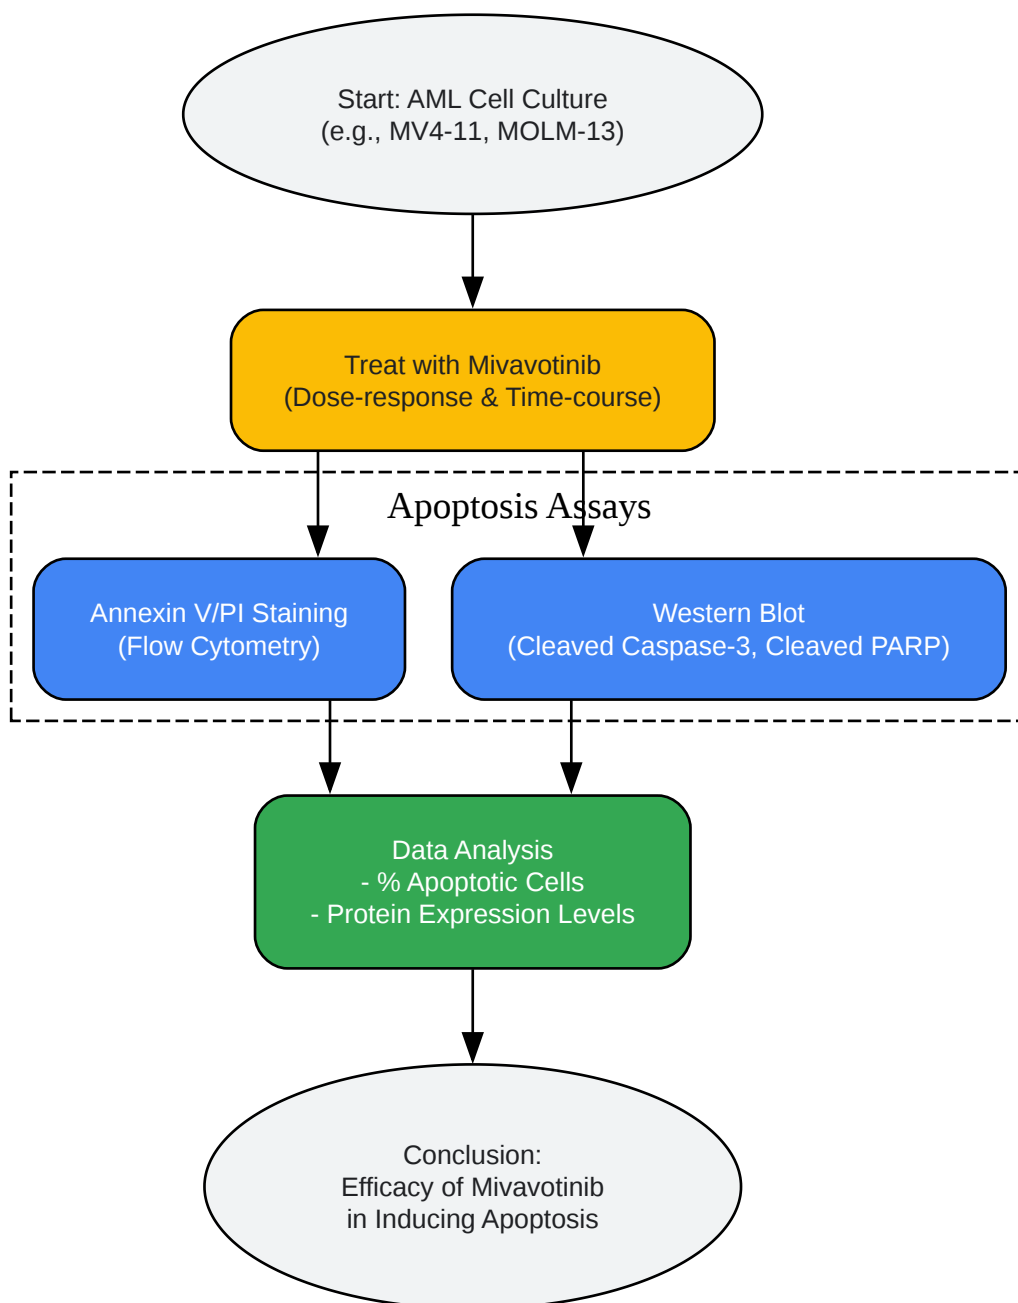 Start: AML Cell Culture
(e.g., MV4-11, MOLM-13)
Treat with Mivavotinib
(Dose-response & Time-course)
Apoptosis Assays
Annexin V/PI Staining
(Flow Cytometry)
Western Blot
(Cleaved Caspase-3, Cleaved PARP)
Data Analysis
- % Apoptotic Cells
- Protein Expression Levels
Conclusion:
Efficacy of Mivavotinib
in Inducing Apoptosis